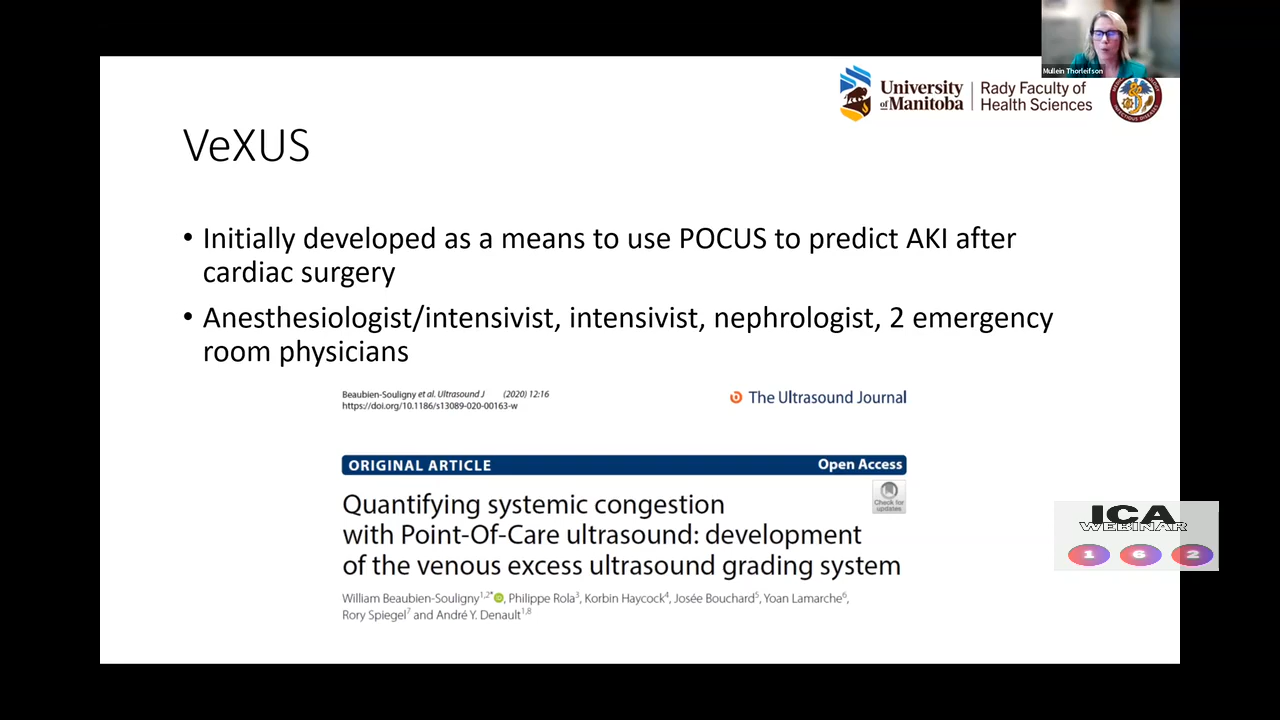 Mullein Thorleifson
University
of Manitoba
Rady Faculty of
Health Sciences
VeXUS
• Initially developed as a means to use POCUS to predict AKI after
cardiac surgery
• Anesthesiologist/intensivist, intensivist, nephrologist, 2 emergency
room physicians
Beaubien-Souligny et al. Ultrasound J (2020) 12:16
https://doi.org/10.1186/s13089-020-00163-w
The Ultrasound Journal
ORIGINAL ARTICLE
Open Access
Check for
updates
Quantifying systemic congestion
with Point-Of-Care ultrasound: development
of the venous excess ultrasound grading system
William Beaubien-Souligny1,2*, Philippe Rola3, Korbin Haycock4, Josée Bouchard5, Yoan Lamarche6,
Rory Spiegel7 and André Y. Denault1,8
ICA
WEBINAR
1 6 2